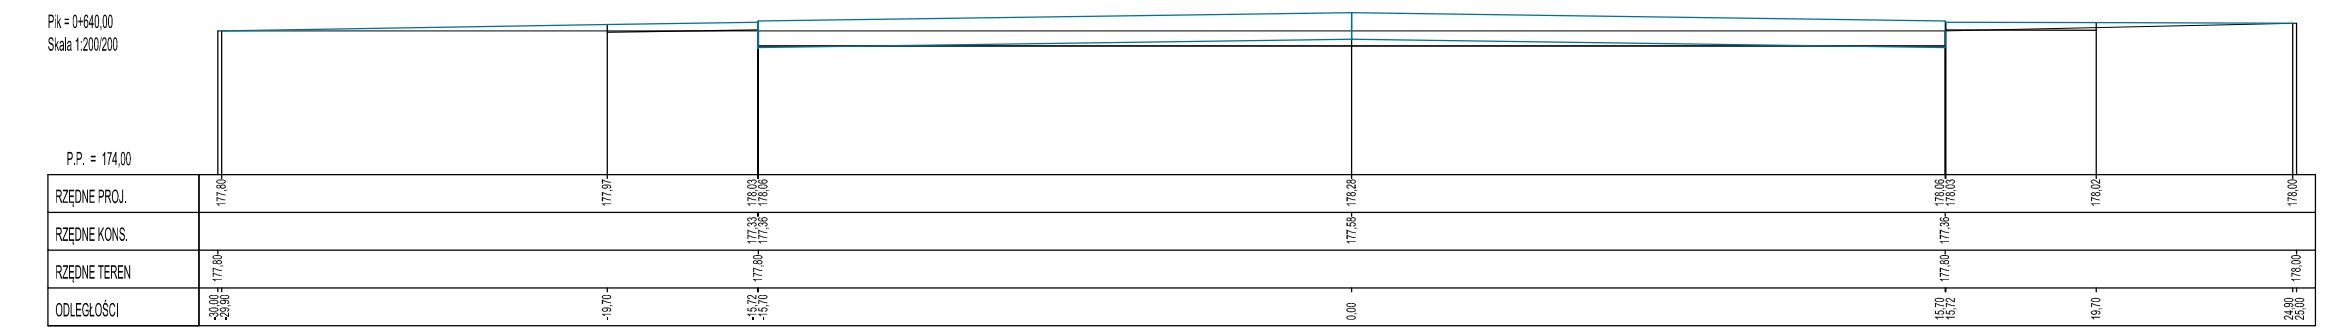 Pik = 0+640,00
Skala 1:200/200
P.P. = 174,00
RZĘDNE PROJ. 177,80 177,97 178,03 178,06 178,28 178,06 178,03 178,02 178,00
RZĘDNE KONS. 177,33 177,36 177,58 177,36
RZĘDNE TEREN 177,80 177,80 177,80 178,00
ODLEGŁOŚCI -30,00 -29,90 -19,70 -15,72 -15,70 0,00 15,70 15,72 19,70 24,90 25,00